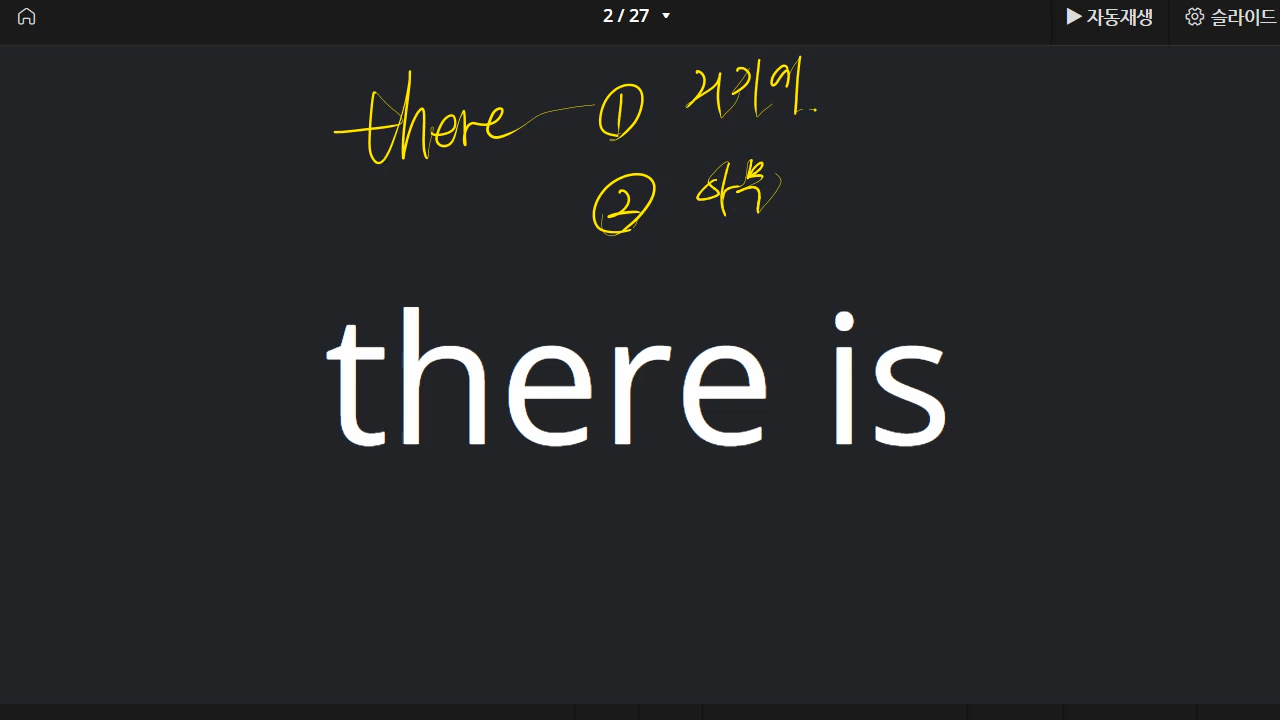 2 / 27
자동재생
슬라이드
there ① 거기에.
②
there is